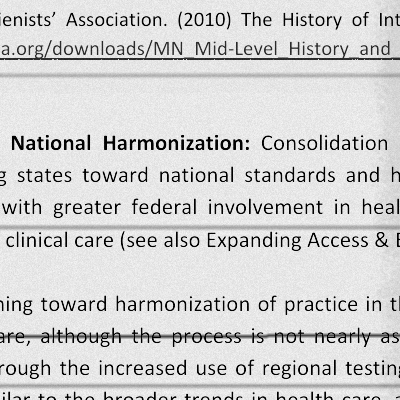 ienists' Association. (2010) The History of Int
a.org/downloads/MN_Mid-Level_History_and_
National Harmonization: Consolidation
g states toward national standards and h
with greater federal involvement in heal
clinical care (see also Expanding Access & E
ning toward harmonization of practice in t
are, although the process is not nearly as
rough the increased use of regional testin
ilar to the broader trends in health care, a